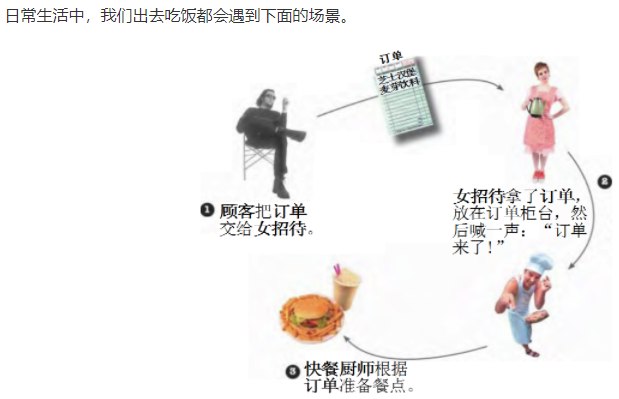 日常生活中，我们出去吃饭都会遇到下面的场景。
订单
芝士汉堡
麦芽饮料
1 顾客把订单
交给女招待。
2
女招待拿了订单，
放在订单柜台，然
后喊一声：“订单
来了!”
3 快餐厨师根据
订单准备餐点。